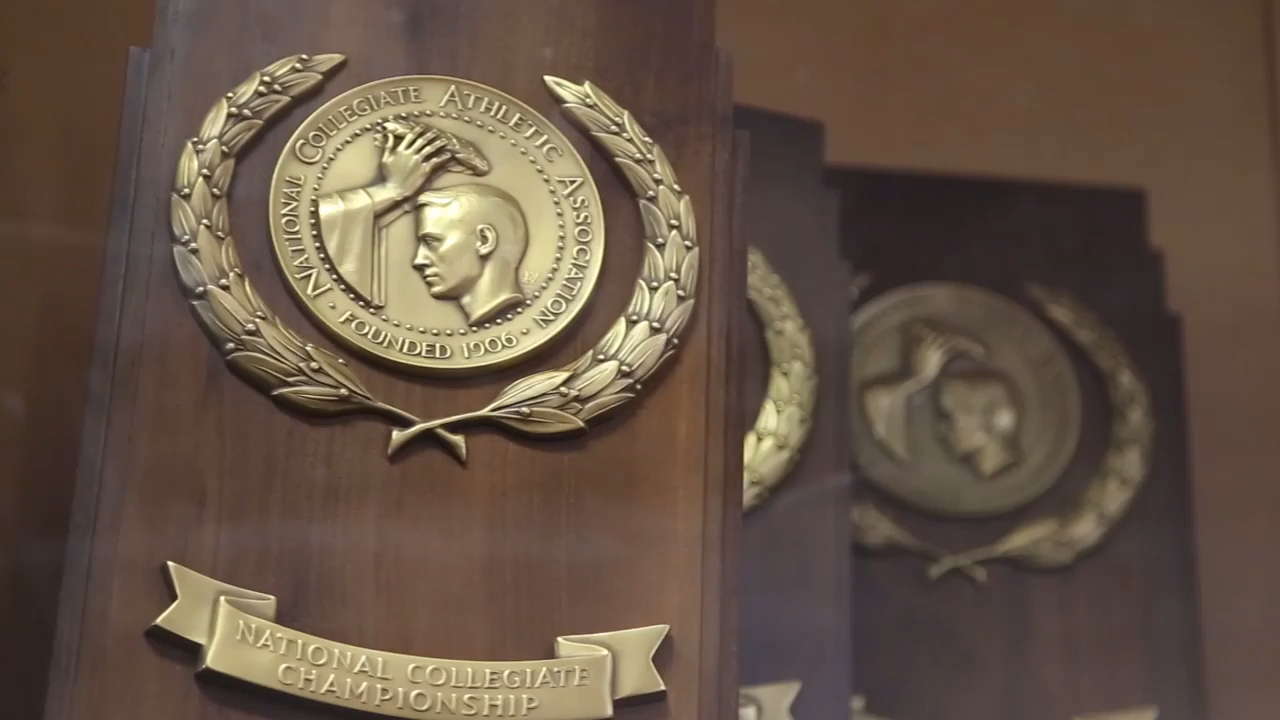 NATIONAL COLLEGIATE ATHLETIC ASSOCIATION
· FOUNDED 1906 ·
NATIONAL COLLEGIATE
CHAMPIONSHIP